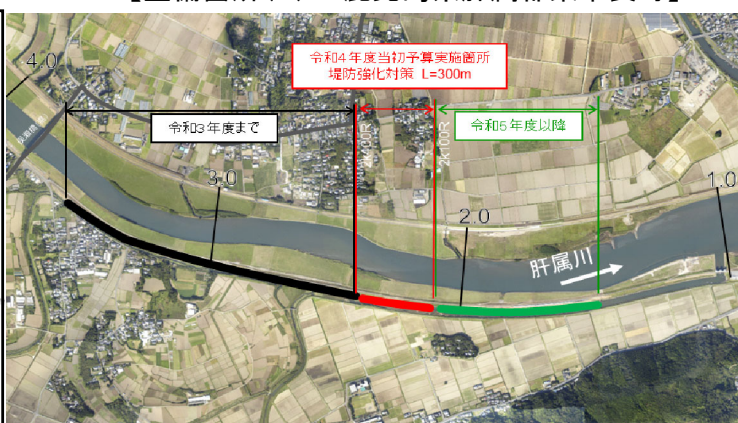 令和4年度当初予算実施箇所
堤防強化対策 L=300m
令和3年度まで
令和5年度以降
4.0
3.0
2.0
1.0
肝属川